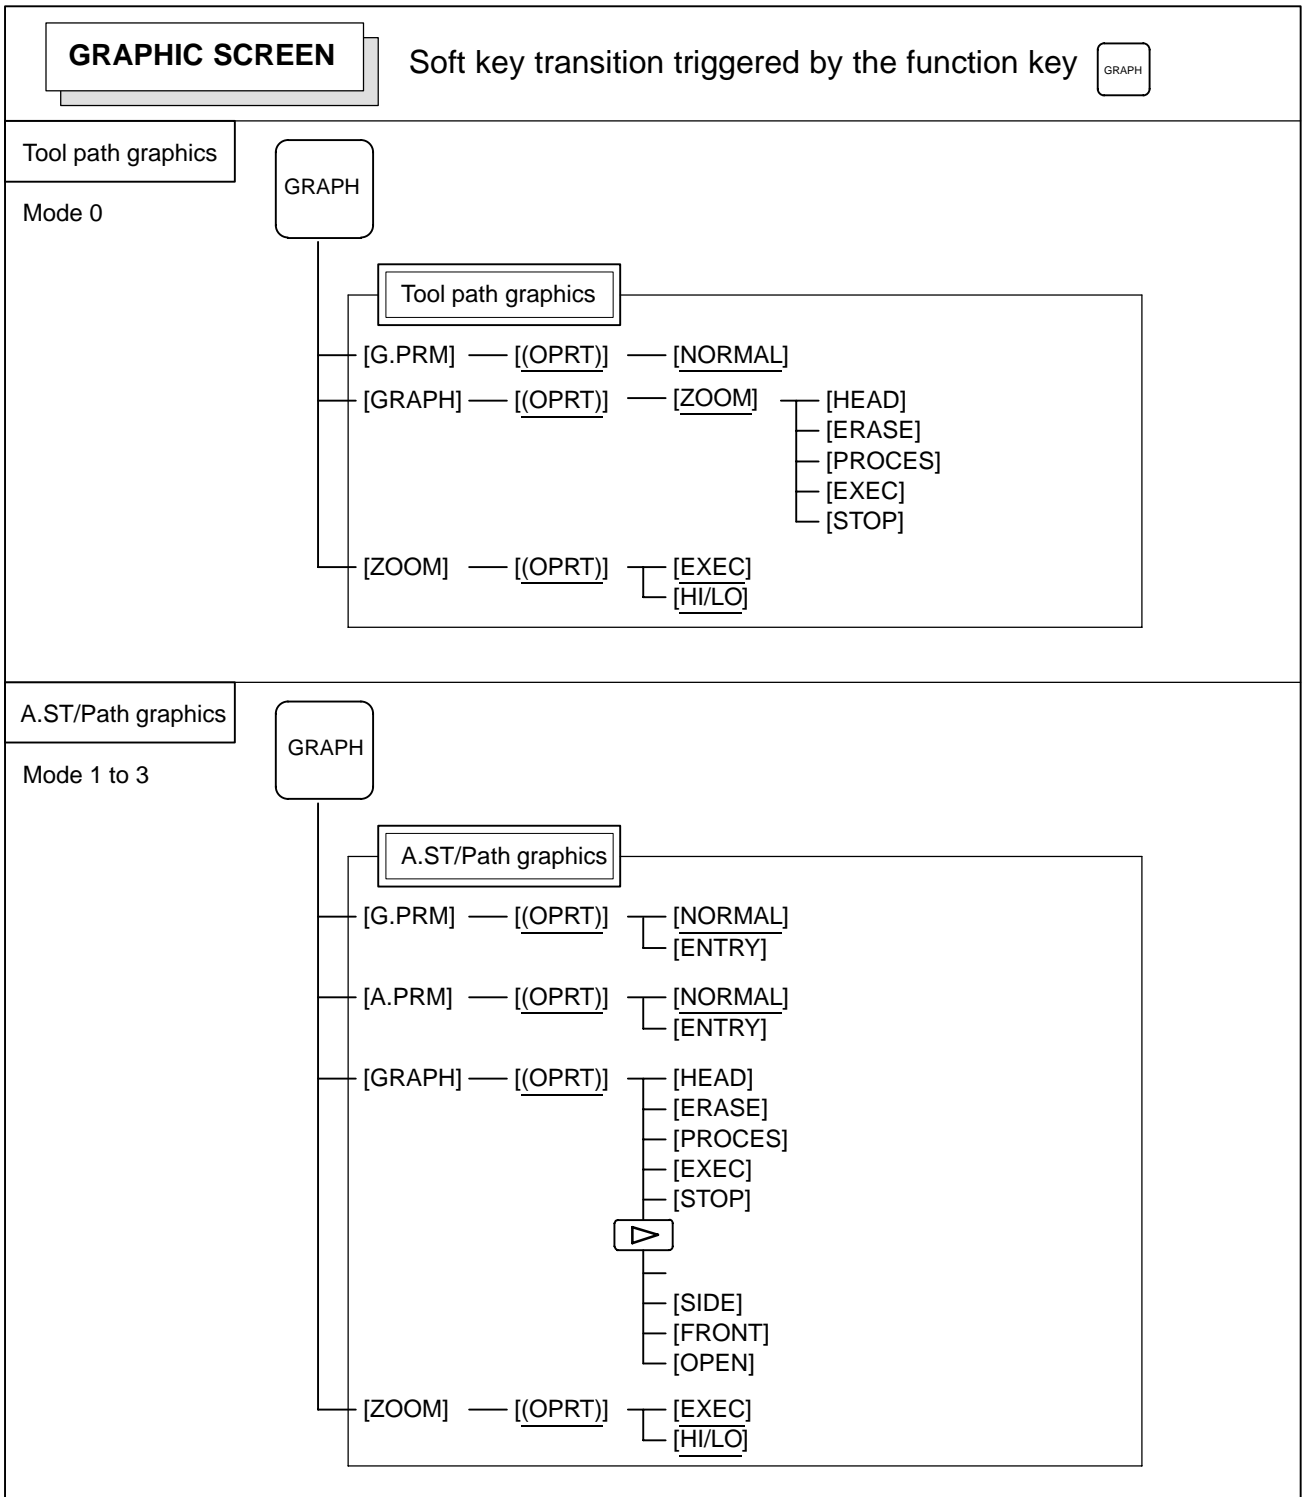 GRAPHIC SCREEN Soft key transition triggered by the function key GRAPH
Tool path graphics
GRAPH
Mode 0
Tool path graphics
[G.PRM] [(OPRT)] [NORMAL]
[GRAPH] [(OPRT)] [ZOOM] [HEAD]
[ERASE]
[PROCES]
[EXEC]
[STOP]
[ZOOM] [(OPRT)] [EXEC]
[HI/LO]
A.ST/Path graphics
GRAPH
Mode 1 to 3
A.ST/Path graphics
[G.PRM] [(OPRT)] [NORMAL]
[ENTRY]
[A.PRM] [(OPRT)] [NORMAL]
[ENTRY]
[GRAPH] [(OPRT)] [HEAD]
[ERASE]
[PROCES]
[EXEC]
[STOP]
[SIDE]
[FRONT]
[OPEN]
[ZOOM] [(OPRT)] [EXEC]
[HI/LO]